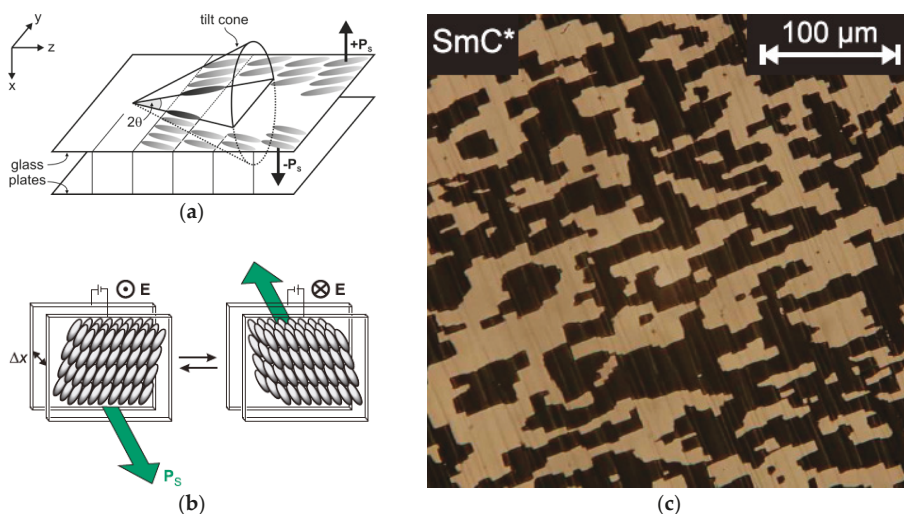 y
z
x
tilt cone
+Ps
2θ
glass
plates
-Ps
(a)
E
E
Δx
PS
(b)
SmC*
100 µm
(c)